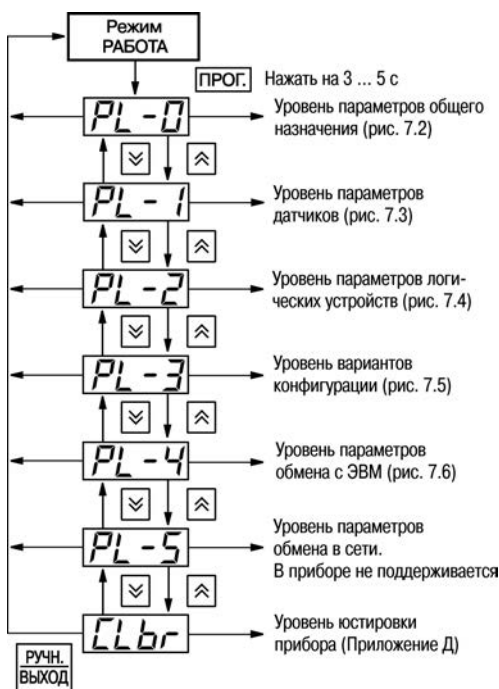 Режим
РАБОТА
ПРОГ. Нажать на 3 ... 5 с
PL-0
Уровень параметров общего
назначения (рис. 7.2)
PL-1
Уровень параметров
датчиков (рис. 7.3)
PL-2
Уровень параметров логи-
ческих устройств (рис. 7.4)
PL-3
Уровень вариантов
конфигурации (рис. 7.5)
PL-4
Уровень параметров
обмена с ЭВМ (рис. 7.6)
PL-5
Уровень параметров
обмена в сети.
В приборе не поддерживается
CLbr
Уровень юстировки
прибора (Приложение Д)
РУЧН.
ВЫХОД